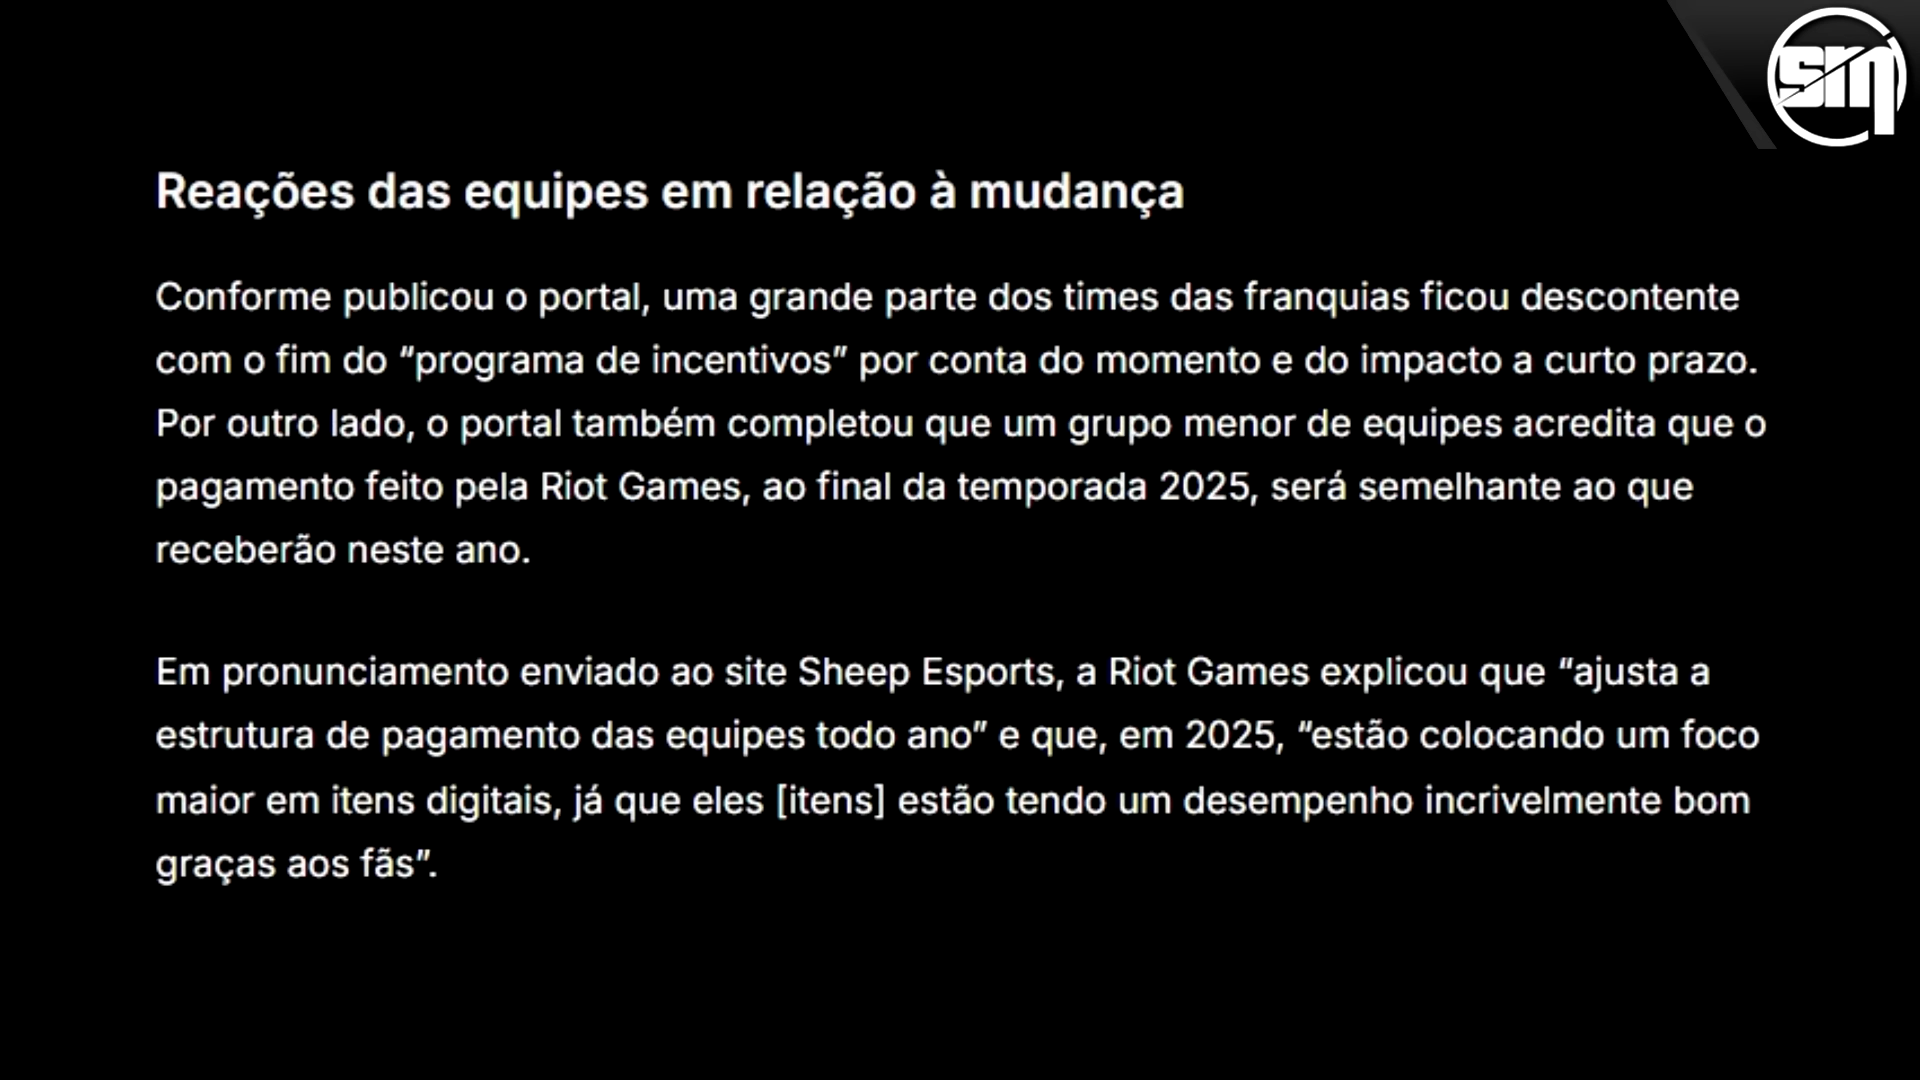 sm
Reações das equipes em relação à mudança
Conforme publicou o portal, uma grande parte dos times das franquias ficou descontente
com o fim do “programa de incentivos” por conta do momento e do impacto a curto prazo.
Por outro lado, o portal também completou que um grupo menor de equipes acredita que o
pagamento feito pela Riot Games, ao final da temporada 2025, será semelhante ao que
receberão neste ano.
Em pronunciamento enviado ao site Sheep Esports, a Riot Games explicou que “ajusta a
estrutura de pagamento das equipes todo ano” e que, em 2025, “estão colocando um foco
maior em itens digitais, já que eles [itens] estão tendo um desempenho incrivelmente bom
graças aos fãs”.